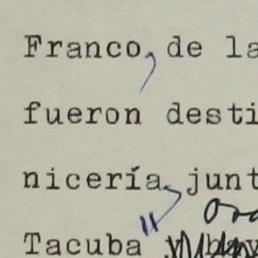 Franco, de la
fueron desti
nicería, junt
Tacuba